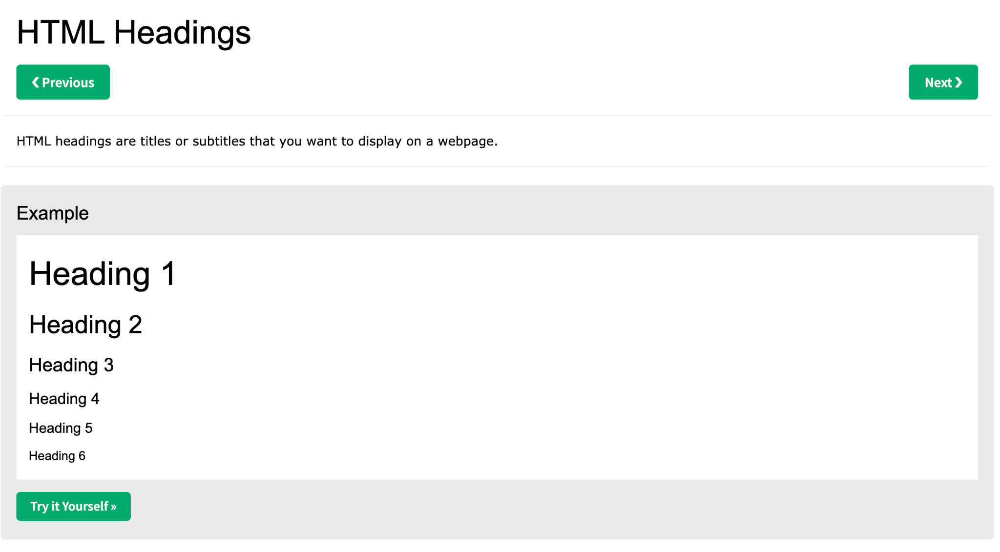 HTML Headings
❮ Previous
Next ❯
HTML headings are titles or subtitles that you want to display on a webpage.
Example
Heading 1
Heading 2
Heading 3
Heading 4
Heading 5
Heading 6
Try it Yourself »